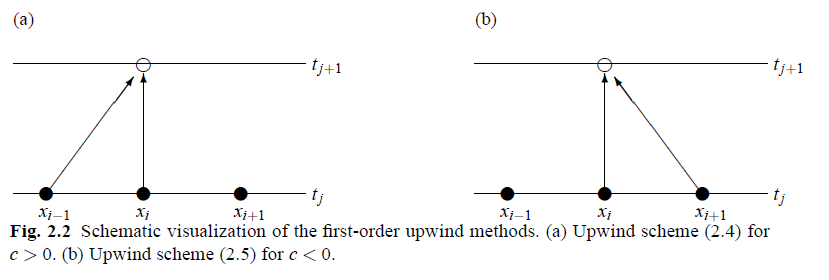 (a) (b)
t_{j+1} t_{j+1}
t_j t_j
x_{i−1} x_i x_{i+1} x_{i−1} x_i x_{i+1}
Fig. 2.2 Schematic visualization of the first-order upwind methods. (a) Upwind scheme (2.4) for
c > 0. (b) Upwind scheme (2.5) for c < 0.